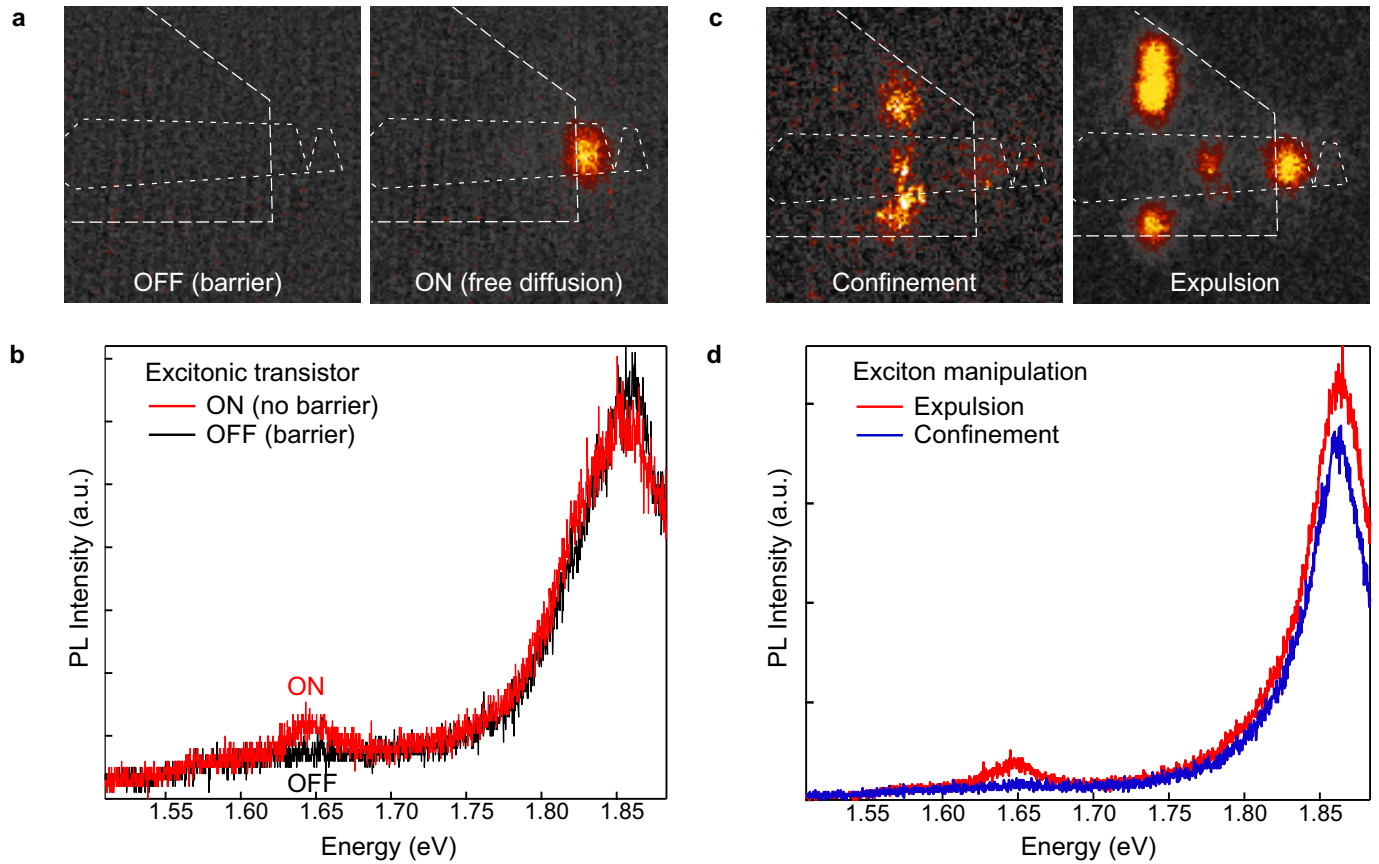 a
OFF (barrier)
ON (free diffusion)
c
Confinement
Expulsion
b
Excitonic transistor
ON (no barrier)
OFF (barrier)
ON
OFF
PL Intensity (a.u.)
1.55 1.60 1.65 1.70 1.75 1.80 1.85
Energy (eV)
d
Exciton manipulation
Expulsion
Confinement
PL Intensity (a.u.)
1.55 1.60 1.65 1.70 1.75 1.80 1.85
Energy (eV)